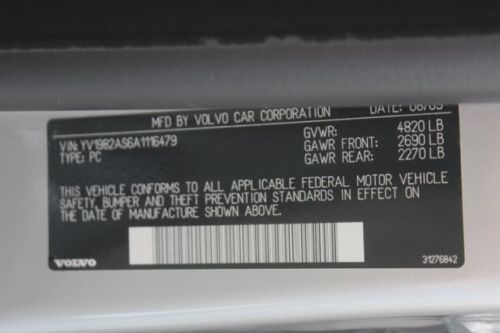 MFD BY VOLVO CAR CORPORATION DATE: 08/09
VIN: YV1982AS6A1116479 GVWR: 4820 LB
TYPE: PC GAWR FRONT: 2690 LB
GAWR REAR: 2270 LB
THIS VEHICLE CONFORMS TO ALL APPLICABLE FEDERAL MOTOR VEHICLE
SAFETY, BUMPER AND THEFT PREVENTION STANDARDS IN EFFECT ON
THE DATE OF MANUFACTURE SHOWN ABOVE.
VOLVO 31276842